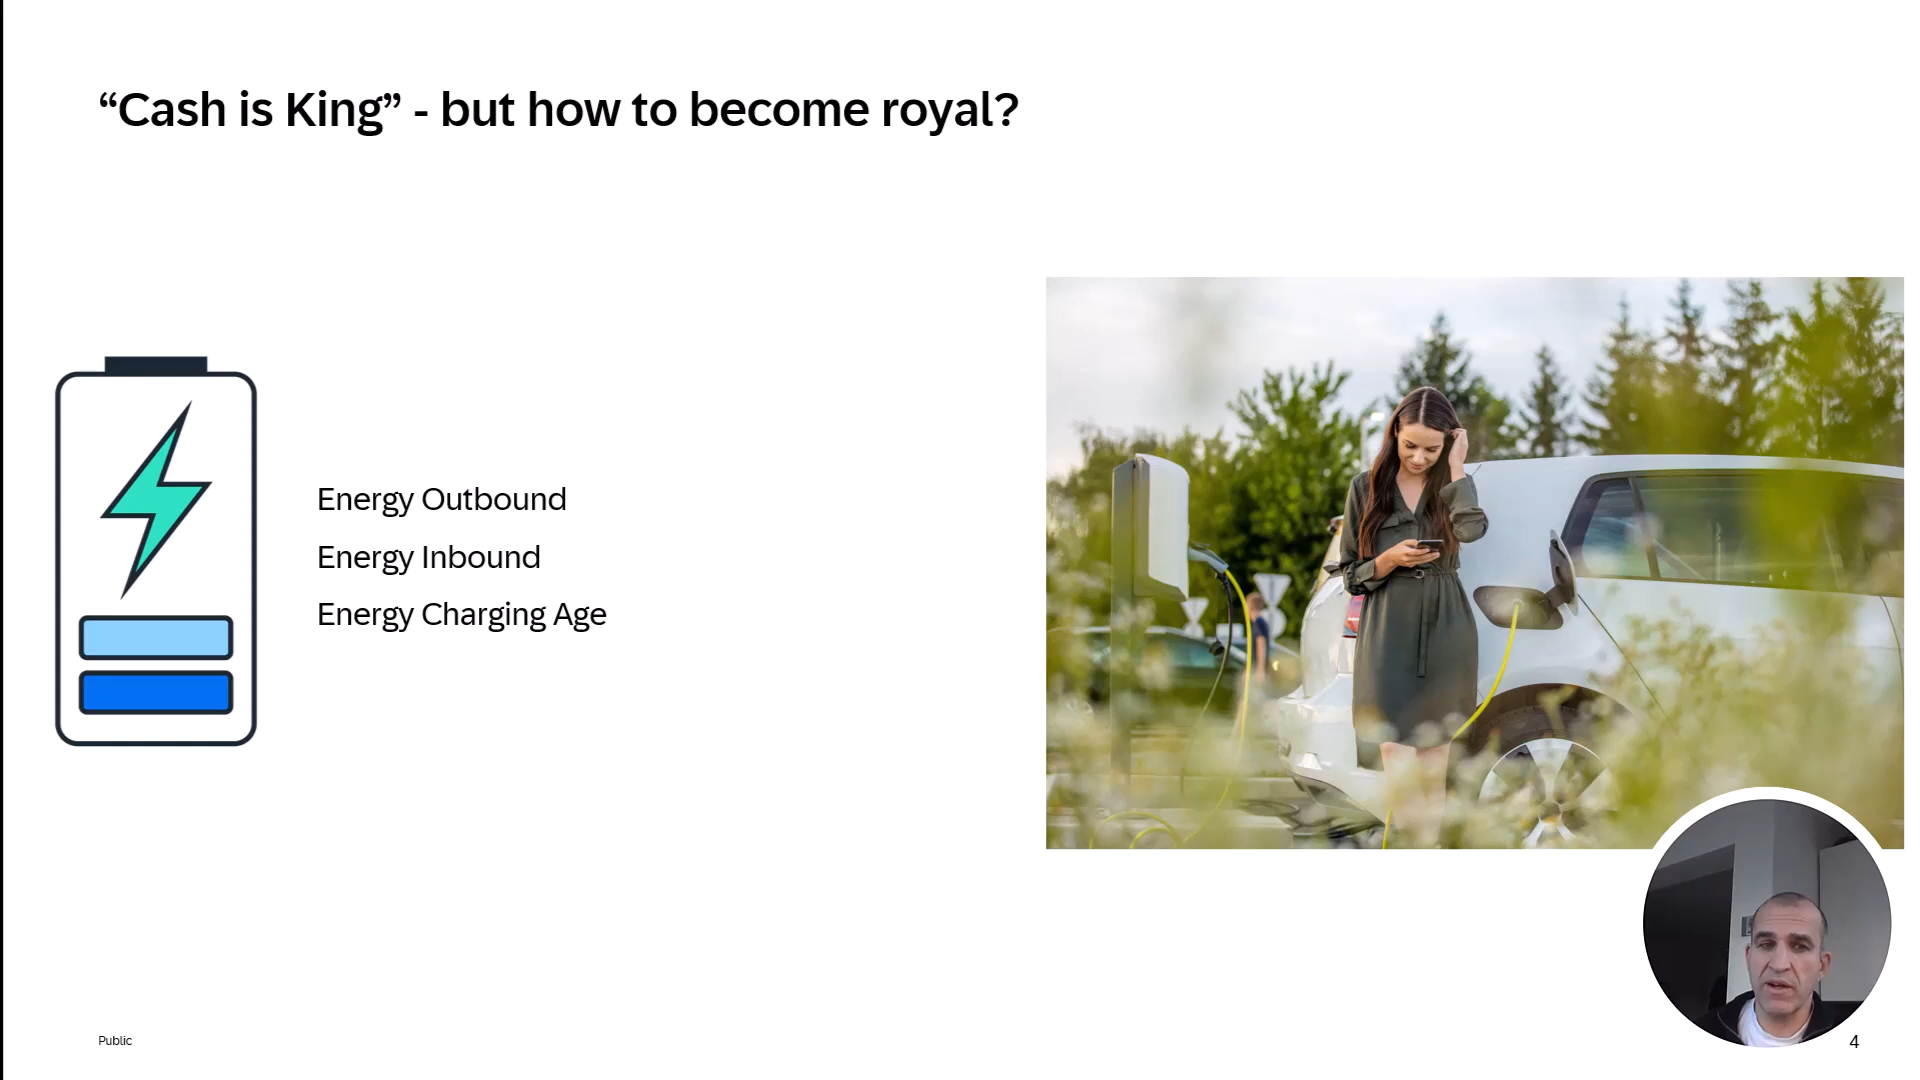 “Cash is King” - but how to become royal?
Energy Outbound
Energy Inbound
Energy Charging Age
Public
4